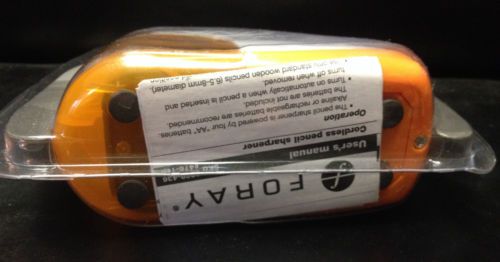 FORAY®
User's manual
Cordless pencil sharpener
Operation
• The pencil sharpener is powered by four "AA" batteries.
Alkaline or rechargeable batteries are recommended.
The batteries are not included.
• Turns on automatically when a pencil is inserted and
turns off when removed.
standard wooden pencils (6.5-8mm diameter).